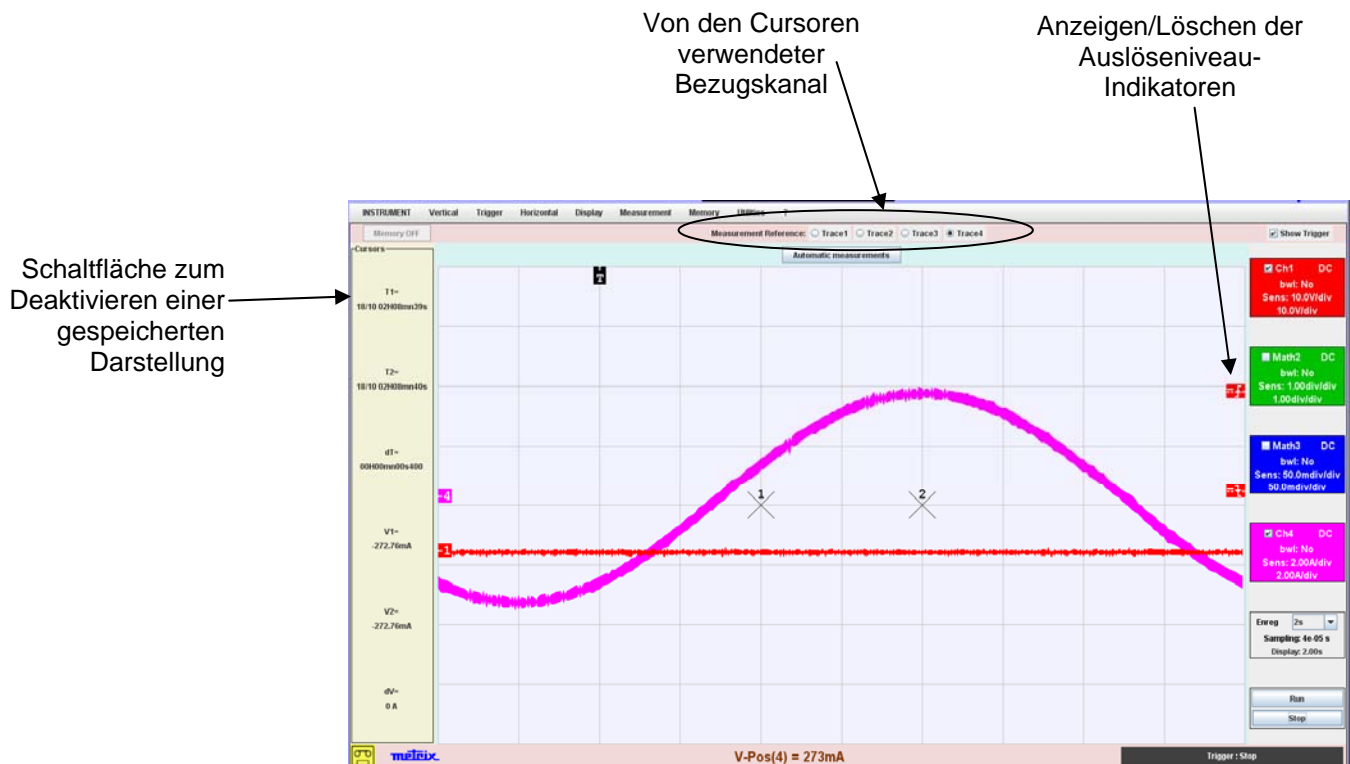 Von den Cursoren
verwendeter
Bezugskanal
Anzeigen/Löschen der
Auslöseniveau-
Indikatoren
Schaltfläche zum
Deaktivieren einer
gespeicherten
Darstellung
INSTRUMENT Vertical Trigger Horizontal Display Measurement Memory Utilities ?
Memory OFF
Measurement Reference: Trace1 Trace2 Trace3 Trace4
Show Trigger
Automatic measurements
Cursors
T1=
18/10 02H08mn39s
T2=
18/10 02H08mn40s
dT=
00H00mn00s400
V1=
-272.76mA
V2=
-272.76mA
dV=
0 A
T
1
2
4
1
Ch1 DC
bwl: No
Sens: 10.0V/div
10.0V/div
Math2 DC
bwl: No
Sens: 1.00div/div
1.00div/div
Math3 DC
bwl: No
Sens: 50.0mdiv/div
50.0mdiv/div
Ch4 DC
bwl: No
Sens: 2.00A/div
2.00A/div
Enreg 2s
Sampling: 4e-05 s
Display: 2.00s
Run
Stop
metrix
V-Pos(4) = 273mA
Trigger : Stop